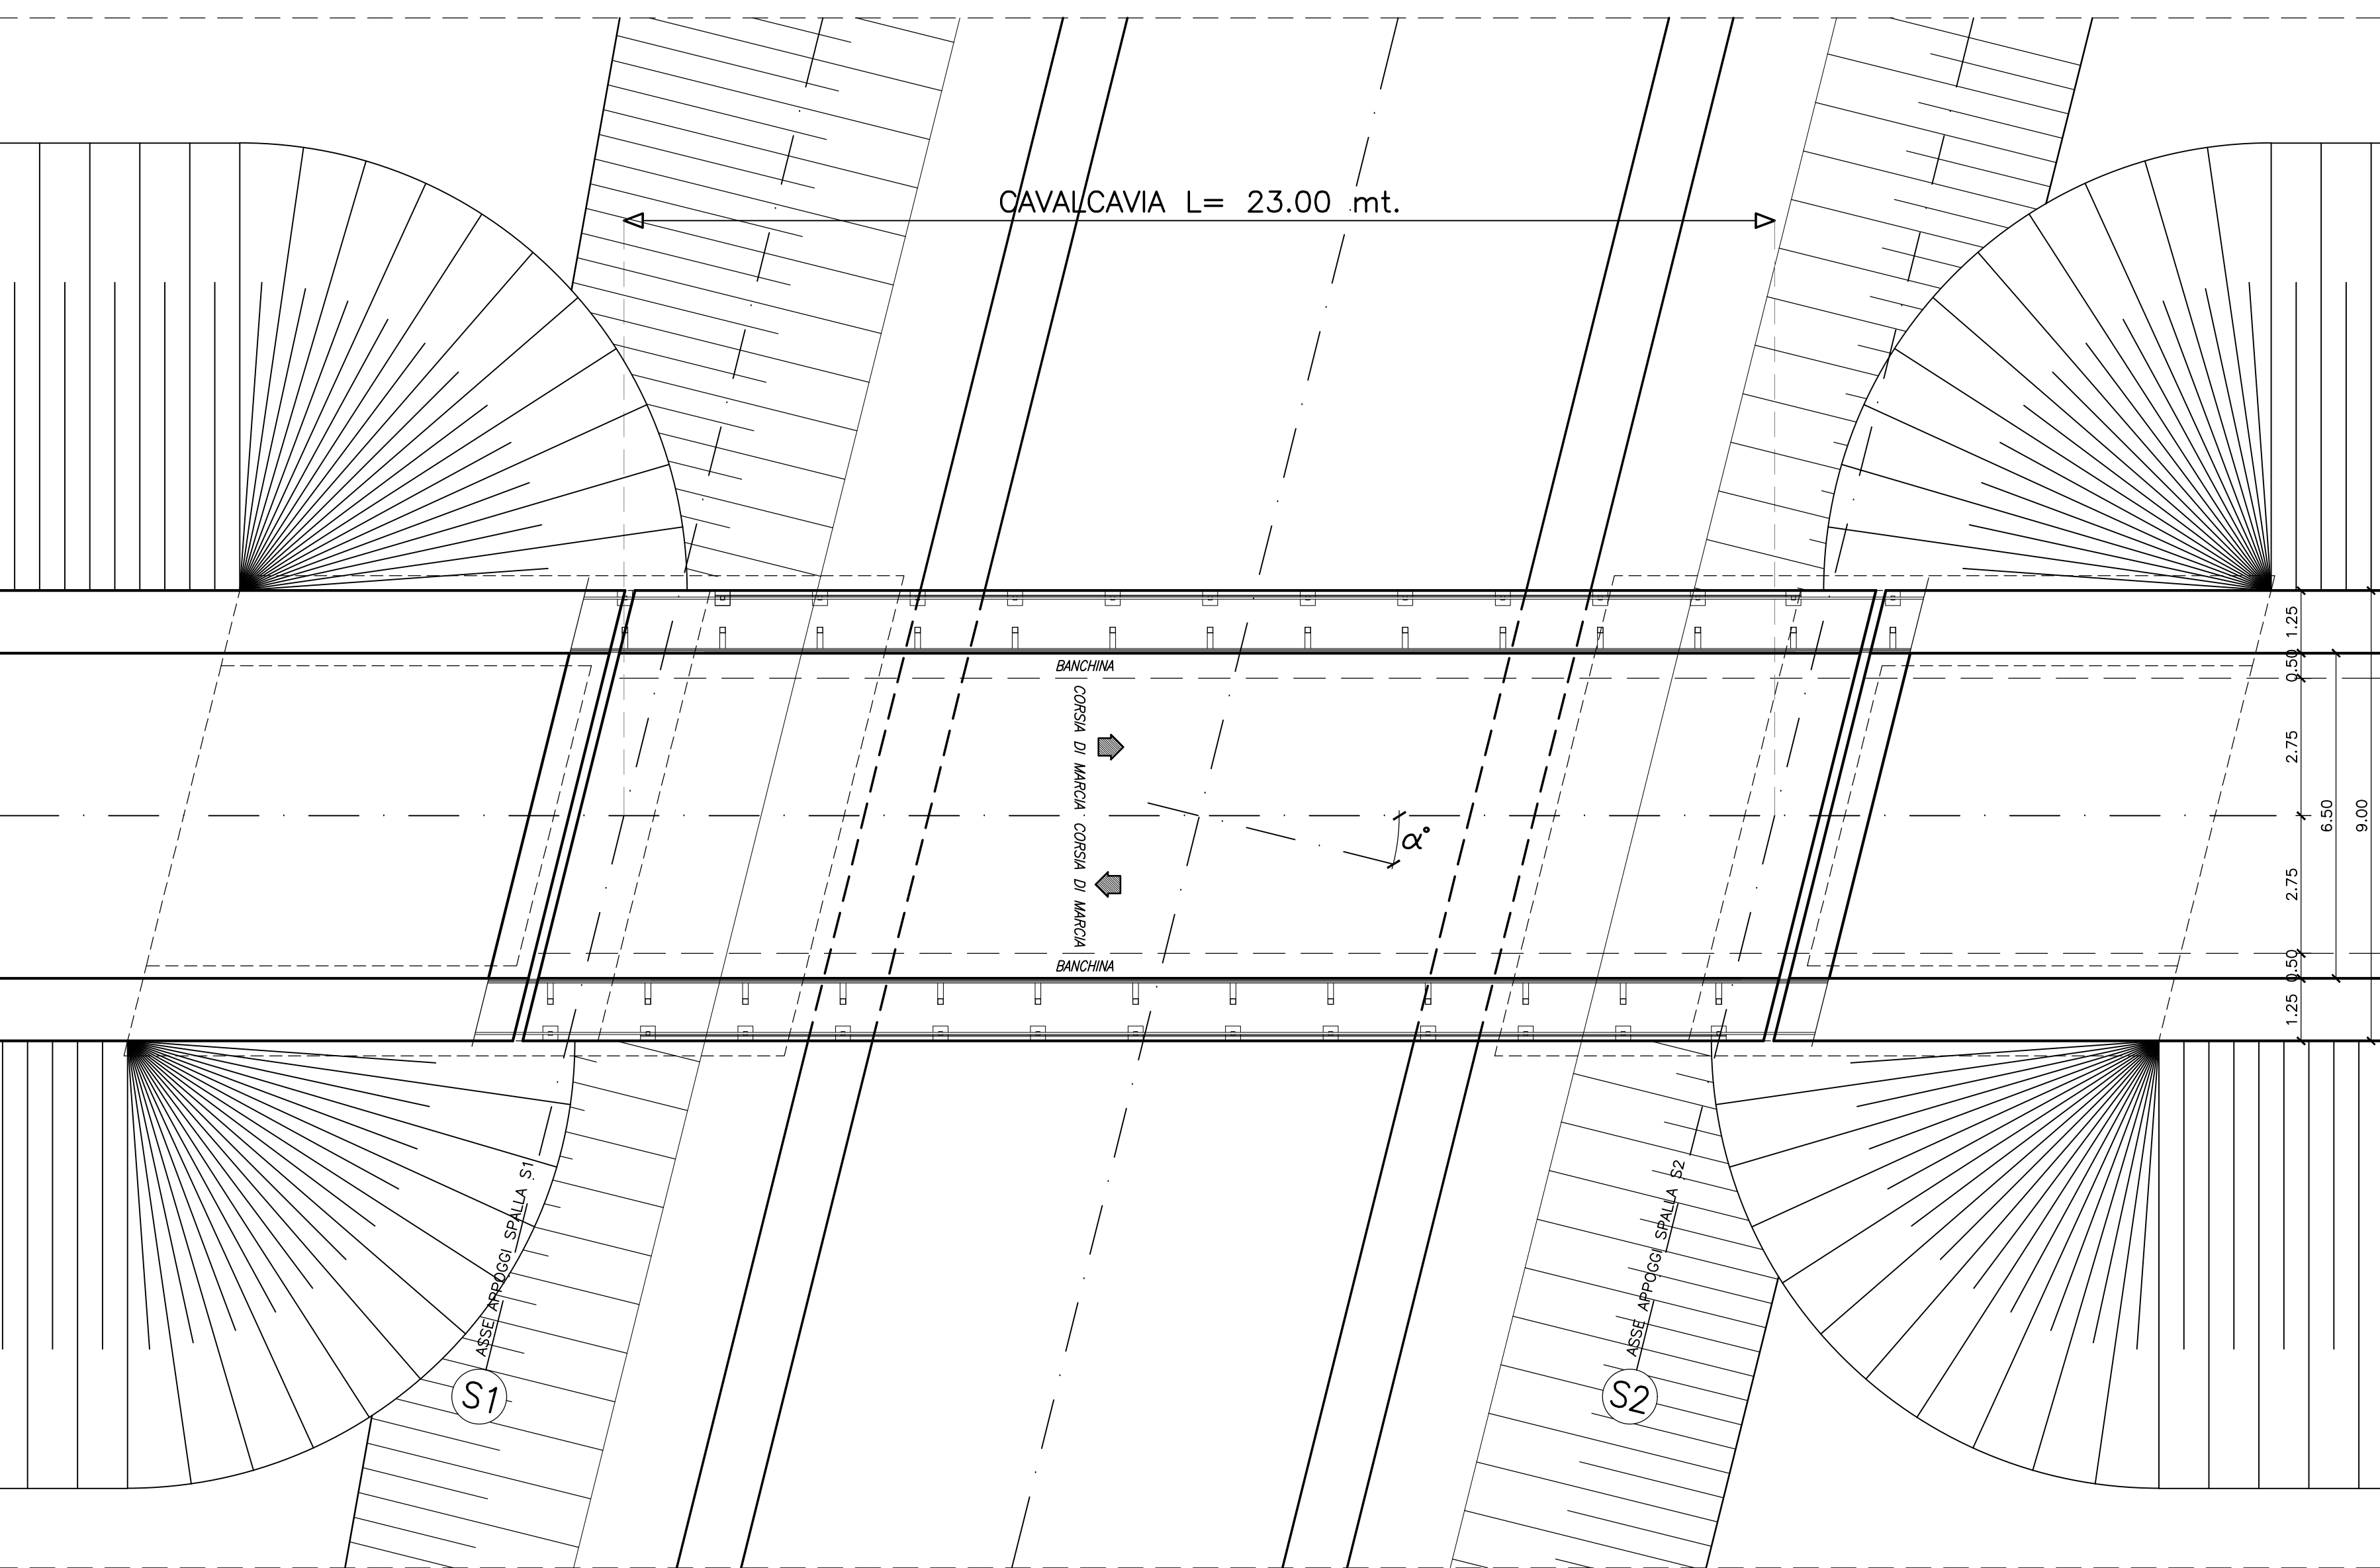 CAVALCAVIA L= 23.00 mt.
BANCHINA
CORSIA DI MARCIA
CORSIA DI MARCIA
BANCHINA
α°
1.25
0.50
2.75
2.75
0.50
1.25
6.50
9.00
ASSE APPOGGI SPALLA S1
S1
ASSE APPOGGI SPALLA S2
S2